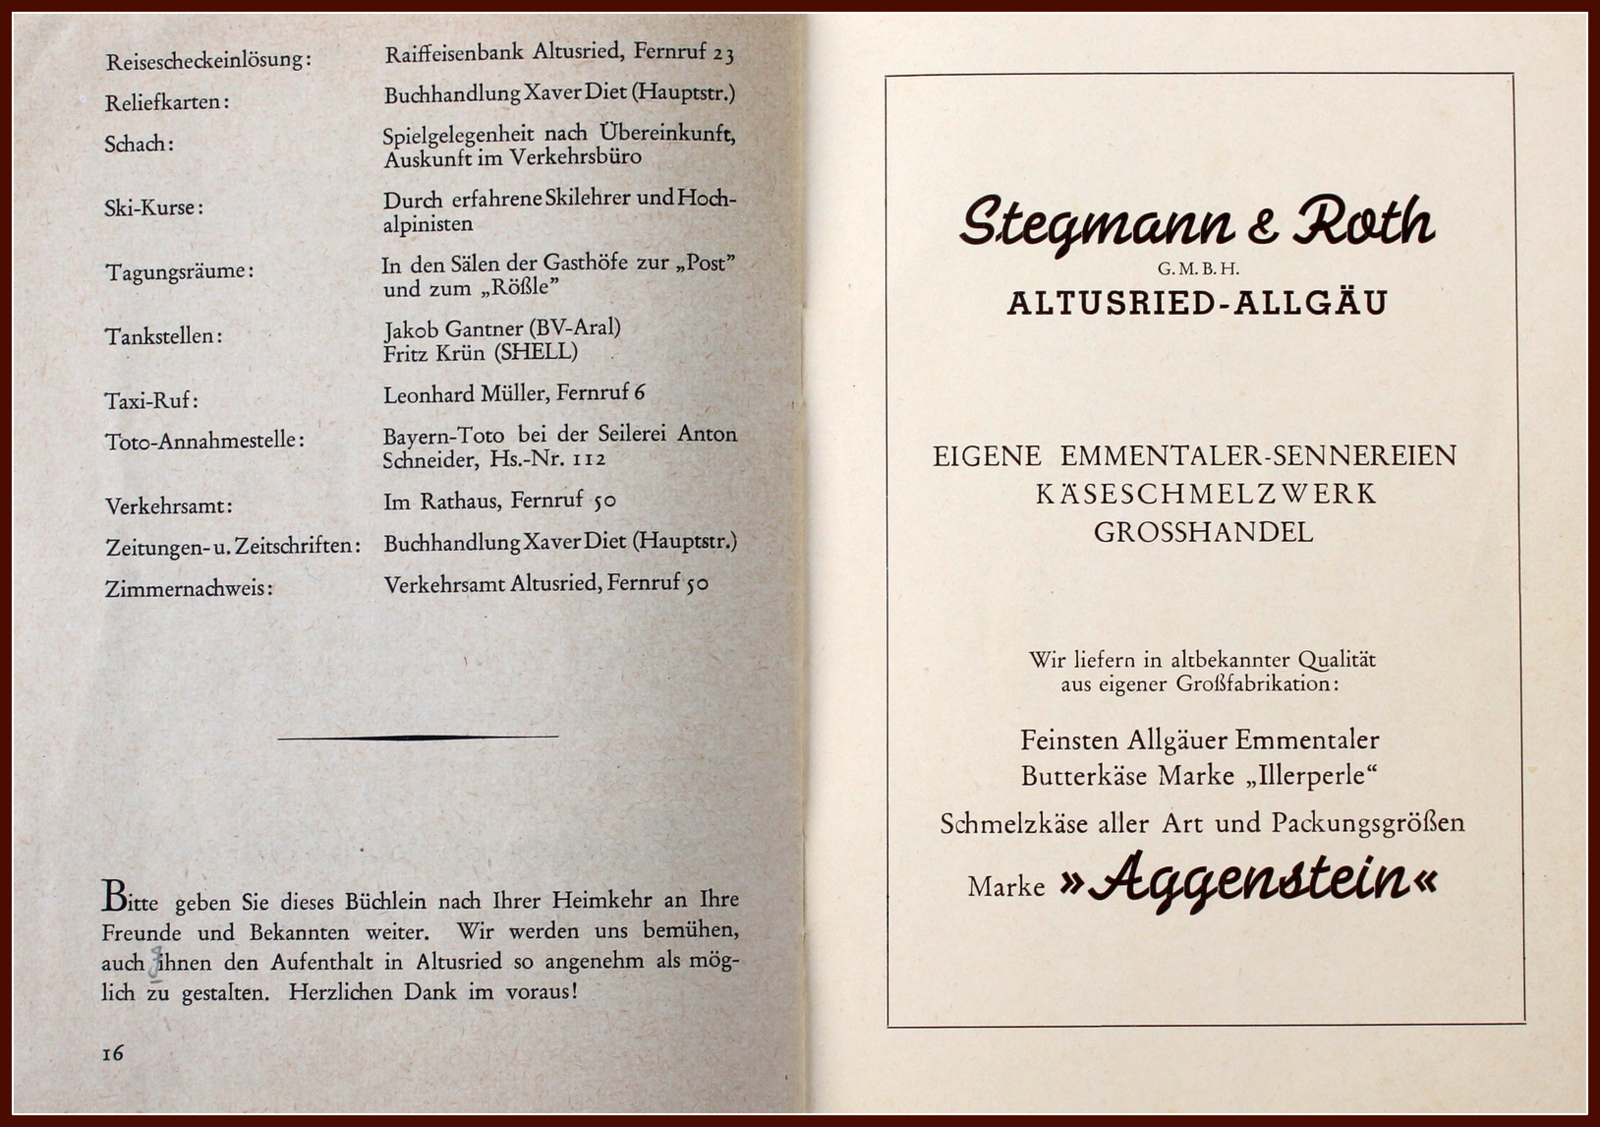 Reisescheckeinlösung: Raiffeisenbank Altusried, Fernruf 23
Reliefkarten: Buchhandlung Xaver Diet (Hauptstr.)
Schach: Spielgelegenheit nach Übereinkunft,
Auskunft im Verkehrsbüro
Ski-Kurse: Durch erfahrene Skilehrer und Hoch-
alpinisten
Tagungsräume: In den Sälen der Gasthöfe zur „Post”
und zum „Rößle”
Tankstellen: Jakob Gantner (BV-Aral)
Fritz Krün (SHELL)
Taxi-Ruf: Leonhard Müller, Fernruf 6
Toto-Annahmestelle: Bayern-Toto bei der Seilerei Anton
Schneider, Hs.-Nr. 112
Verkehrsamt: Im Rathaus, Fernruf 50
Zeitungen- u. Zeitschriften: Buchhandlung Xaver Diet (Hauptstr.)
Zimmernachweis: Verkehrsamt Altusried, Fernruf 50
Bitte geben Sie dieses Büchlein nach Ihrer Heimkehr an Ihre
Freunde und Bekannten weiter. Wir werden uns bemühen,
auch ihnen den Aufenthalt in Altusried so angenehm als mög-
lich zu gestalten. Herzlichen Dank im voraus!
16
Stegmann & Roth
G.M.B.H.
ALTUSRIED-ALLGÄU
EIGENE EMMENTALER-SENNEREIEN
KÄSESCHMELZWERK
GROSSHANDEL
Wir liefern in altbekannter Qualität
aus eigener Großfabrikation:
Feinsten Allgäuer Emmentaler
Butterkäse Marke „Illerperle“
Schmelzkäse aller Art und Packungsgrößen
Marke »Aggenstein«